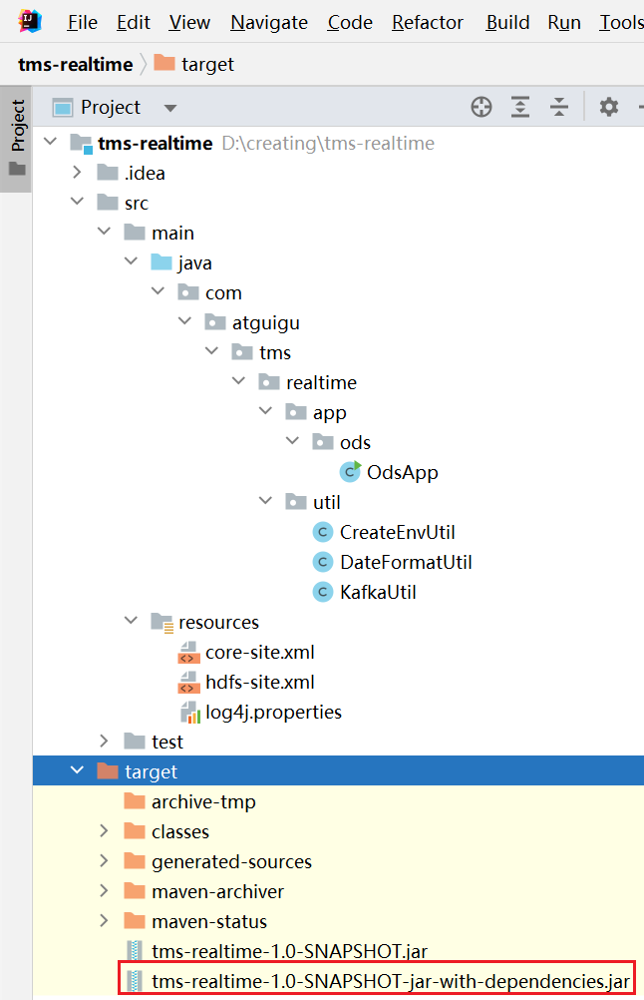 File Edit View Navigate Code Refactor Build Run Tools
tms-realtime target
Project
Project
tms-realtime D:\creating\tms-realtime
.idea
src
main
java
com
atguigu
tms
realtime
app
ods
OdsApp
util
CreateEnvUtil
DateFormatUtil
KafkaUtil
resources
core-site.xml
hdfs-site.xml
log4j.properties
test
target
archive-tmp
classes
generated-sources
maven-archiver
maven-status
tms-realtime-1.0-SNAPSHOT.jar
tms-realtime-1.0-SNAPSHOT-jar-with-dependencies.jar